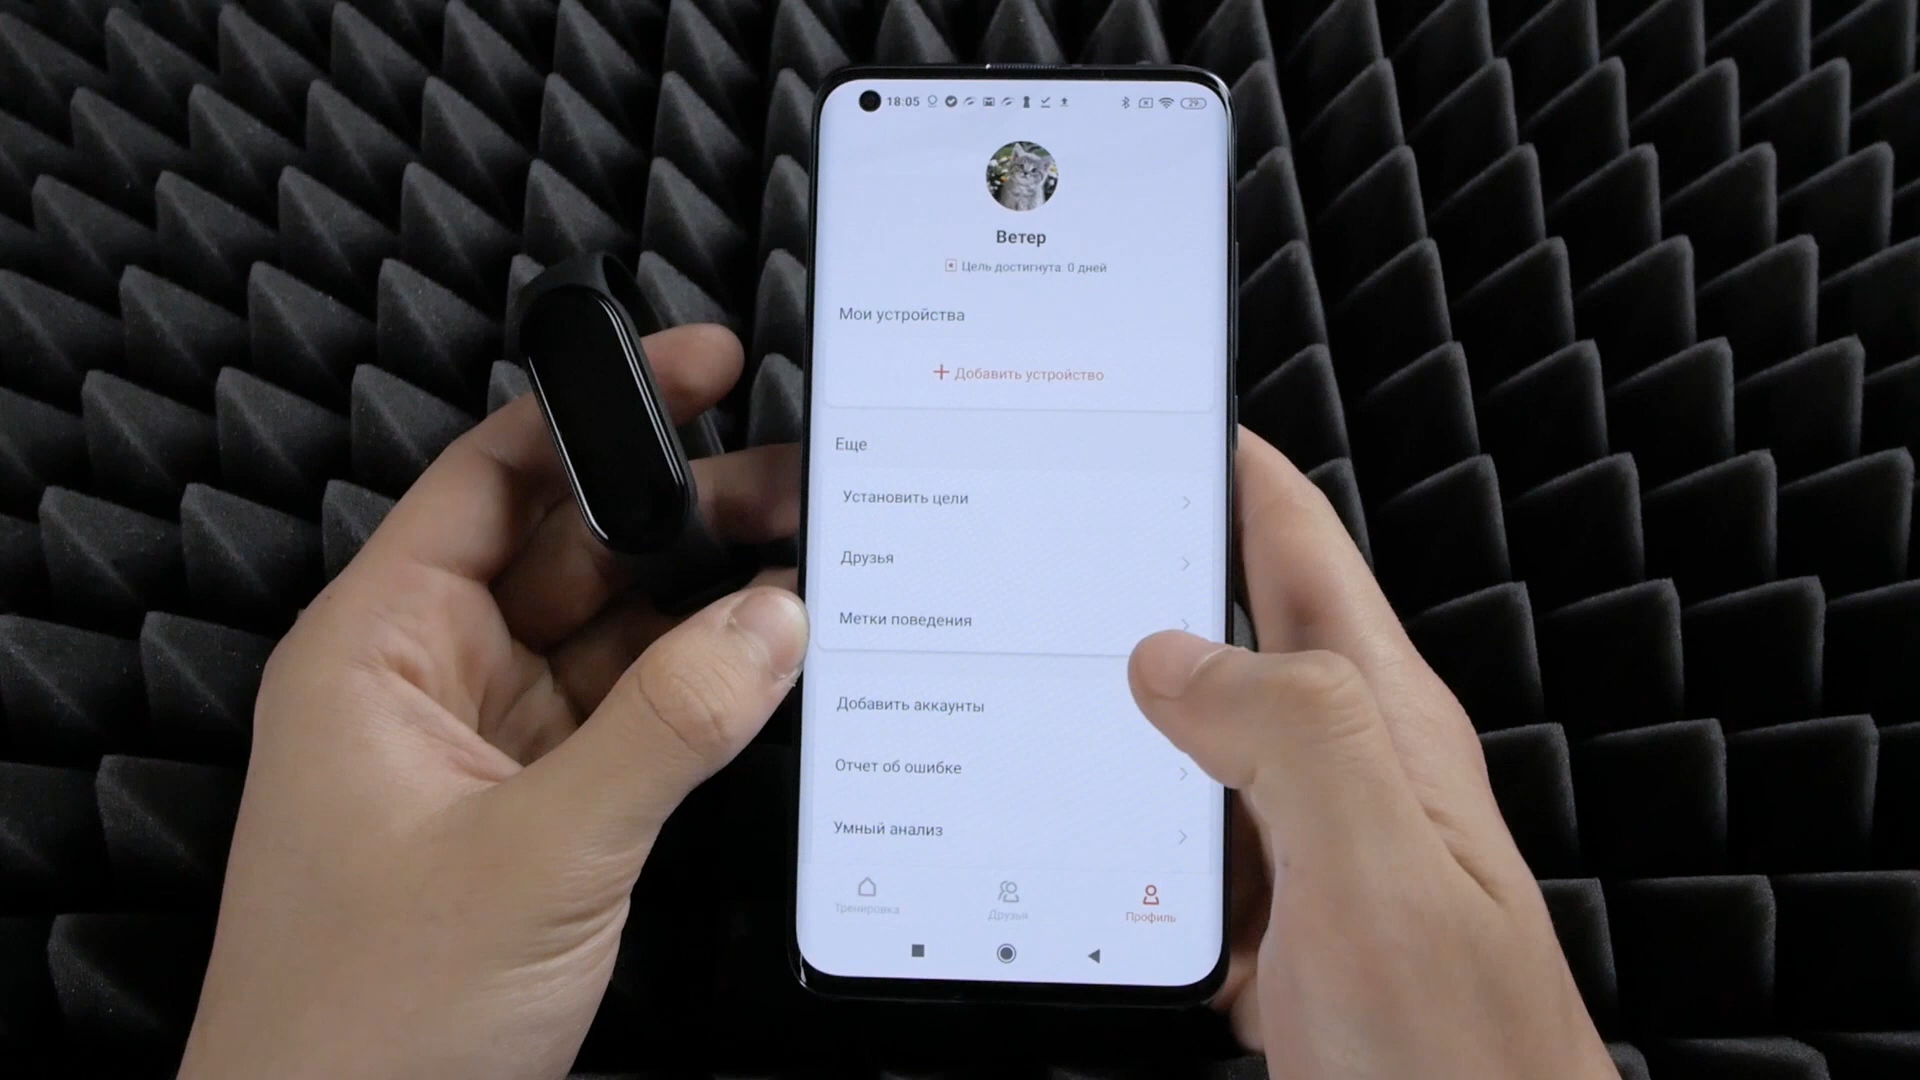 18:05
29
Ветер
Цель достигнута: 0 дней
Мои устройства
+ Добавить устройство
Еще
Установить цели
Друзья
Метки поведения
Добавить аккаунты
Отчет об ошибке
Умный анализ
Тренировка
Друзья
Профиль